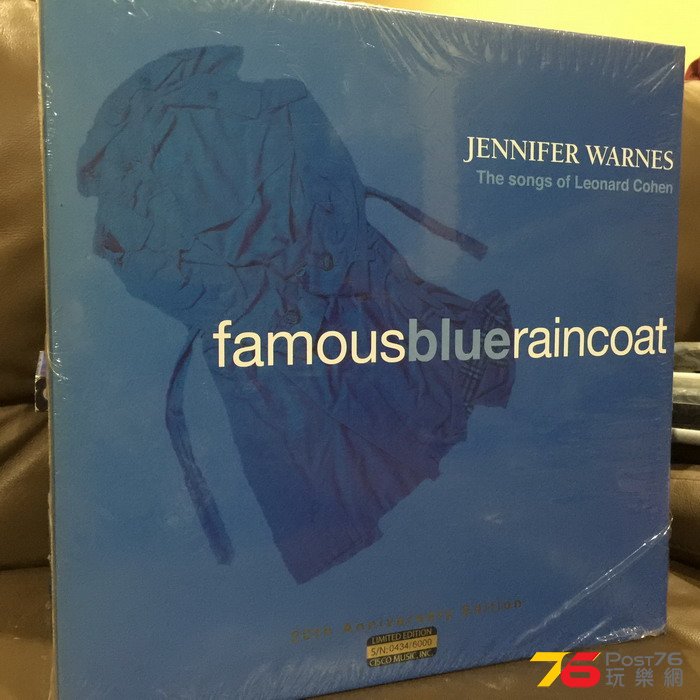 JENNIFER WARNES
The songs of Leonard Cohen
famousblueraincoat
20th Anniversary Edition
LIMITED EDITION
S/N: 0434/6000
CISCO MUSIC, INC.
76 POST76
玩樂網